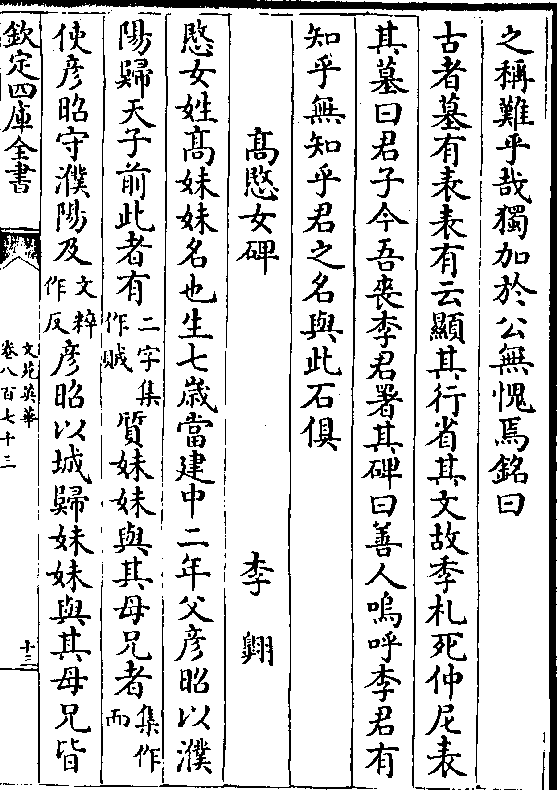 之稱難乎哉獨加於公無愧焉銘曰
古者墓有表表有云顯其行省其文故季札死仲尼表
其墓曰君子今吾喪李君署其碑曰善人嗚呼李君有
知乎無知乎君之名與此石俱
髙愍女碑 李翺
愍女姓髙妹妹名也生七歳當建中二年父彦昭以濮
陽歸天子前此者有二字集作賊質妹妹與其母兄者集作而
使彦昭守濮陽及文粹作反彦昭以城歸妹妹與其母兄皆
欽定四庫全書
文苑英華
卷八百七十三
十三